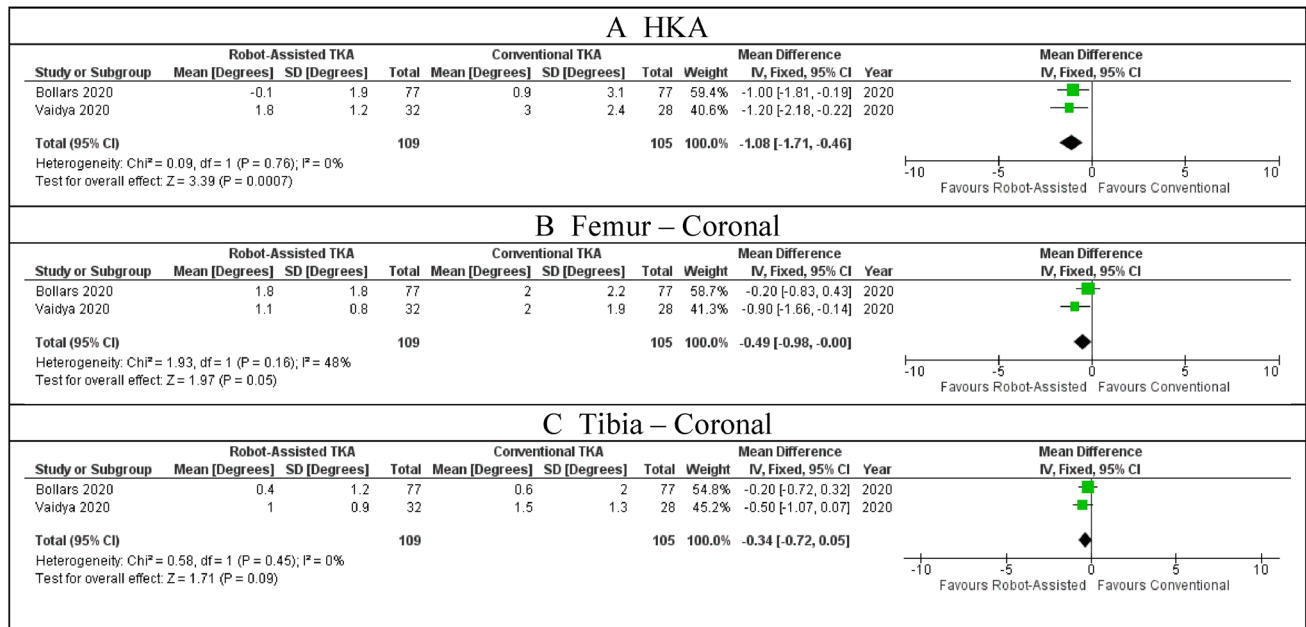 A HKA
Robot-Assisted TKA Conventional TKA Mean Difference Mean Difference
Study or Subgroup Mean [Degrees] SD [Degrees] Total Mean [Degrees] SD [Degrees] Total Weight IV, Fixed, 95% CI Year IV, Fixed, 95% CI
Bollars 2020 -0.1 1.9 77 0.9 3.1 77 59.4% -1.00 [-1.81, -0.19] 2020
Vaidya 2020 1.8 1.2 32 3 2.4 28 40.6% -1.20 [-2.18, -0.22] 2020
Total (95% CI) 109 105 100.0% -1.08 [-1.71, -0.46]
Heterogeneity: Chi² = 0.09, df = 1 (P = 0.76); I² = 0%
Test for overall effect: Z = 3.39 (P = 0.0007)
-10 -5 0 5 10
Favours Robot-Assisted Favours Conventional
B Femur – Coronal
Robot-Assisted TKA Conventional TKA Mean Difference Mean Difference
Study or Subgroup Mean [Degrees] SD [Degrees] Total Mean [Degrees] SD [Degrees] Total Weight IV, Fixed, 95% CI Year IV, Fixed, 95% CI
Bollars 2020 1.8 1.8 77 2 2.2 77 58.7% -0.20 [-0.83, 0.43] 2020
Vaidya 2020 1.1 0.8 32 2 1.9 28 41.3% -0.90 [-1.66, -0.14] 2020
Total (95% CI) 109 105 100.0% -0.49 [-0.98, -0.00]
Heterogeneity: Chi² = 1.93, df = 1 (P = 0.16); I² = 48%
Test for overall effect: Z = 1.97 (P = 0.05)
-10 -5 0 5 10
Favours Robot-Assisted Favours Conventional
C Tibia – Coronal
Robot-Assisted TKA Conventional TKA Mean Difference Mean Difference
Study or Subgroup Mean [Degrees] SD [Degrees] Total Mean [Degrees] SD [Degrees] Total Weight IV, Fixed, 95% CI Year IV, Fixed, 95% CI
Bollars 2020 0.4 1.2 77 0.6 2 77 54.8% -0.20 [-0.72, 0.32] 2020
Vaidya 2020 1 0.9 32 1.5 1.3 28 45.2% -0.50 [-1.07, 0.07] 2020
Total (95% CI) 109 105 100.0% -0.34 [-0.72, 0.05]
Heterogeneity: Chi² = 0.58, df = 1 (P = 0.45); I² = 0%
Test for overall effect: Z = 1.71 (P = 0.09)
-10 -5 0 5 10
Favours Robot-Assisted Favours Conventional